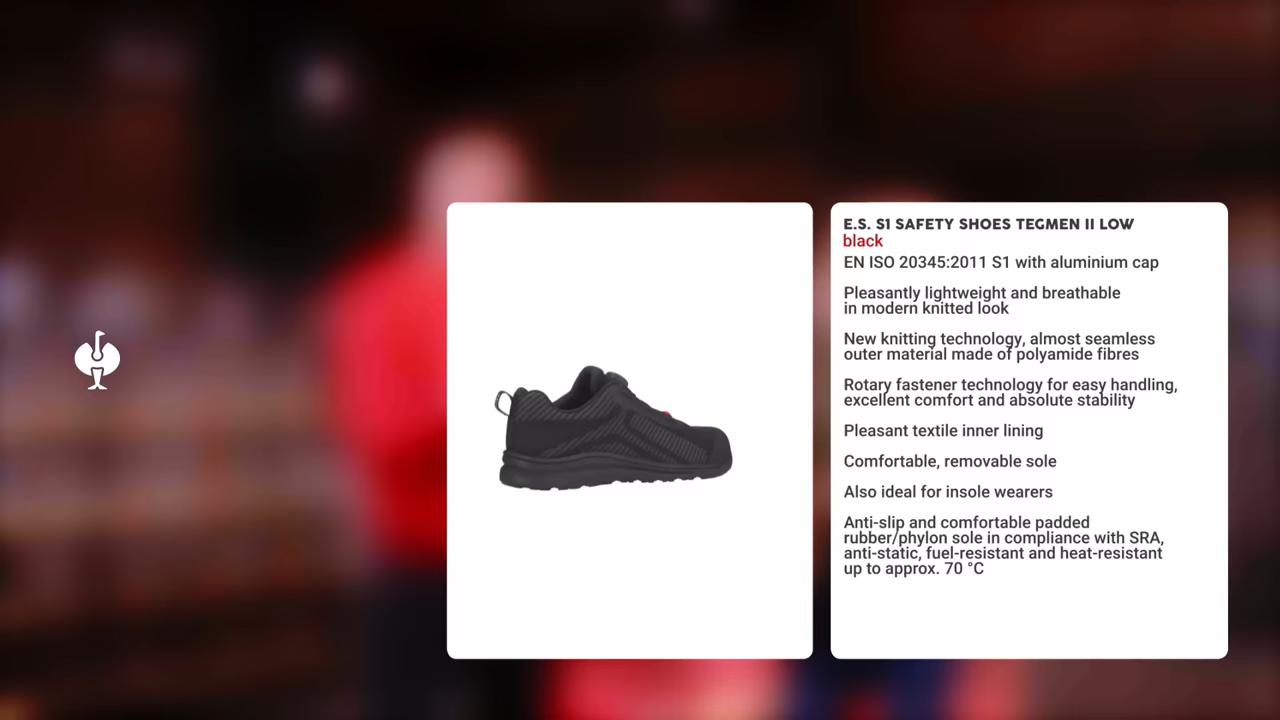 E.S. S1 SAFETY SHOES TEGMEN II LOW
black
EN ISO 20345:2011 S1 with aluminium cap
Pleasantly lightweight and breathable
in modern knitted look
New knitting technology, almost seamless
outer material made of polyamide fibres
Rotary fastener technology for easy handling,
excellent comfort and absolute stability
Pleasant textile inner lining
Comfortable, removable sole
Also ideal for insole wearers
Anti-slip and comfortable padded
rubber/phylon sole in compliance with SRA,
anti-static, fuel-resistant and heat-resistant
up to approx. 70 °C